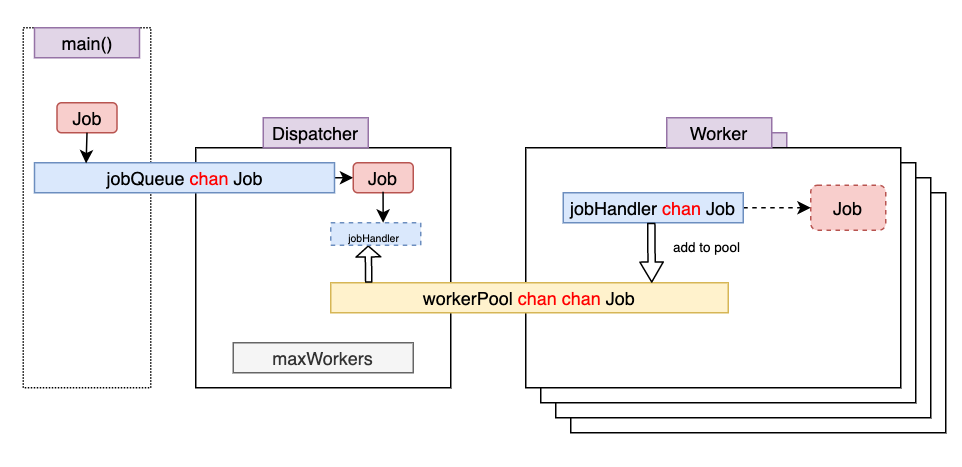 main()
Job
Dispatcher
Worker
jobQueue chan Job
Job
jobHandler
jobHandler chan Job
Job
add to pool
workerPool chan chan Job
maxWorkers